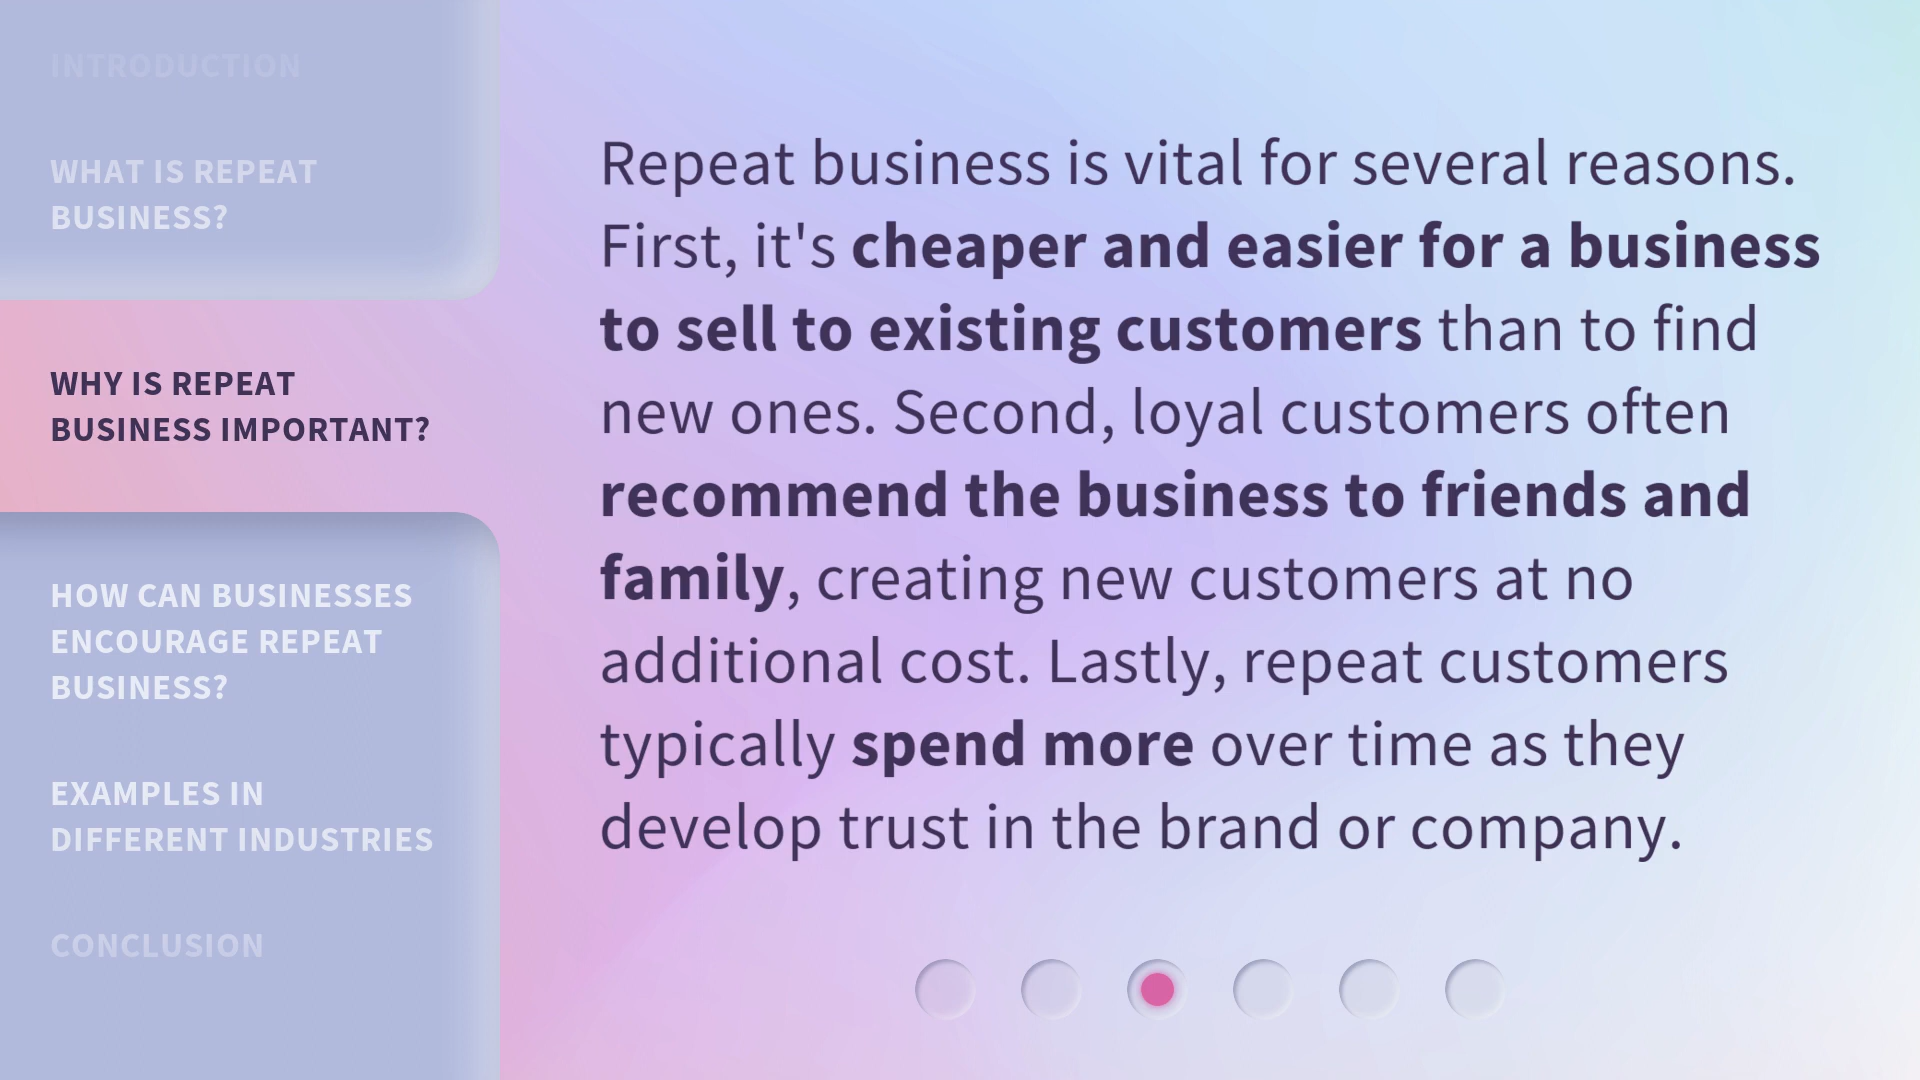 INTRODUCTION
WHAT IS REPEAT
BUSINESS?
WHY IS REPEAT
BUSINESS IMPORTANT?
HOW CAN BUSINESSES
ENCOURAGE REPEAT
BUSINESS?
EXAMPLES IN
DIFFERENT INDUSTRIES
CONCLUSION
Repeat business is vital for several reasons.
First, it's cheaper and easier for a business
to sell to existing customers than to find
new ones. Second, loyal customers often
recommend the business to friends and
family, creating new customers at no
additional cost. Lastly, repeat customers
typically spend more over time as they
develop trust in the brand or company.